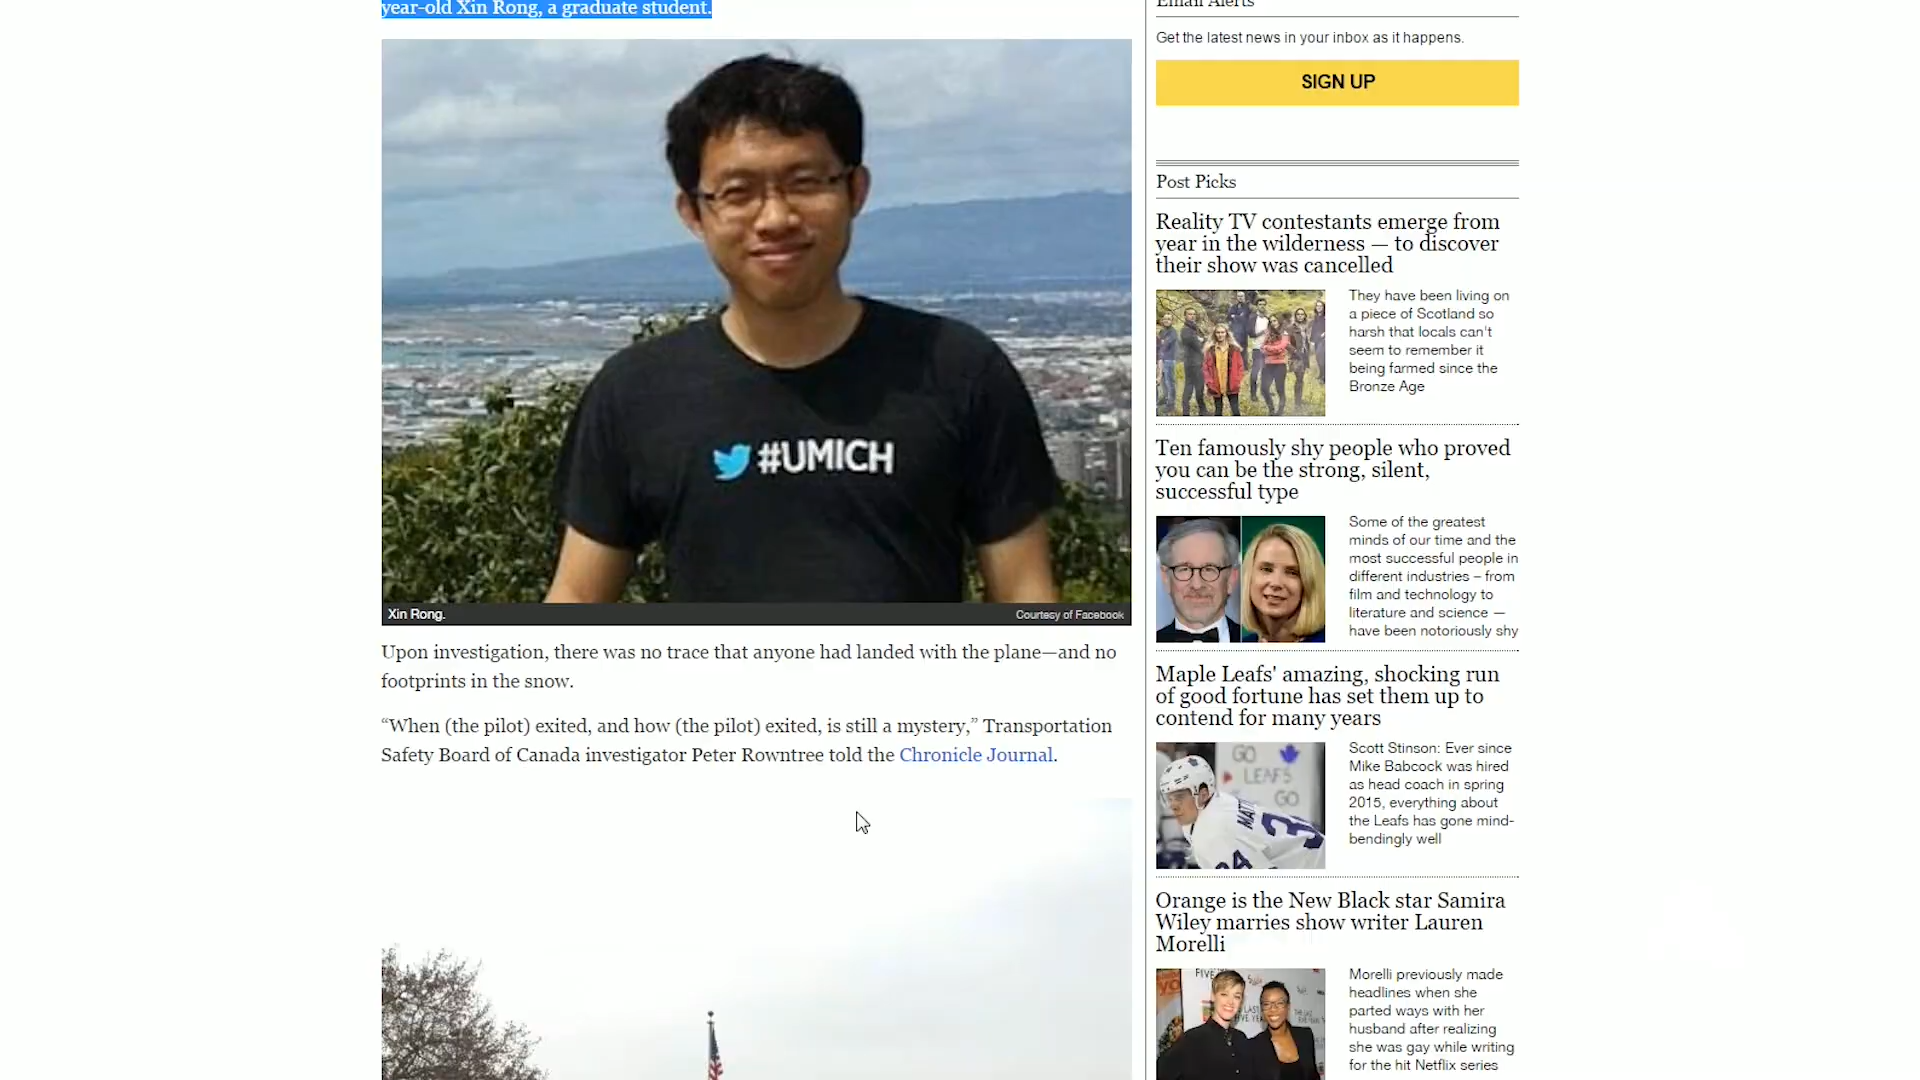 year-old Xin Rong, a graduate student.
#UMICH
Xin Rong.
Courtesy of Facebook
Upon investigation, there was no trace that anyone had landed with the plane—and no
footprints in the snow.
“When (the pilot) exited, and how (the pilot) exited, is still a mystery,” Transportation
Safety Board of Canada investigator Peter Rowntree told the Chronicle Journal.
Email Alerts
Get the latest news in your inbox as it happens.
SIGN UP
Post Picks
Reality TV contestants emerge from
year in the wilderness — to discover
their show was cancelled
They have been living on
a piece of Scotland so
harsh that locals can't
seem to remember it
being farmed since the
Bronze Age
Ten famously shy people who proved
you can be the strong, silent,
successful type
Some of the greatest
minds of our time and the
most successful people in
different industries – from
film and technology to
literature and science —
have been notoriously shy
Maple Leafs' amazing, shocking run
of good fortune has set them up to
contend for many years
GO
LEAFS
GO
MATT
34
Scott Stinson: Ever since
Mike Babcock was hired
as head coach in spring
2015, everything about
the Leafs has gone mind-
bendingly well
Orange is the New Black star Samira
Wiley marries show writer Lauren
Morelli
Morelli previously made
headlines when she
parted ways with her
husband after realizing
she was gay while writing
for the hit Netflix series